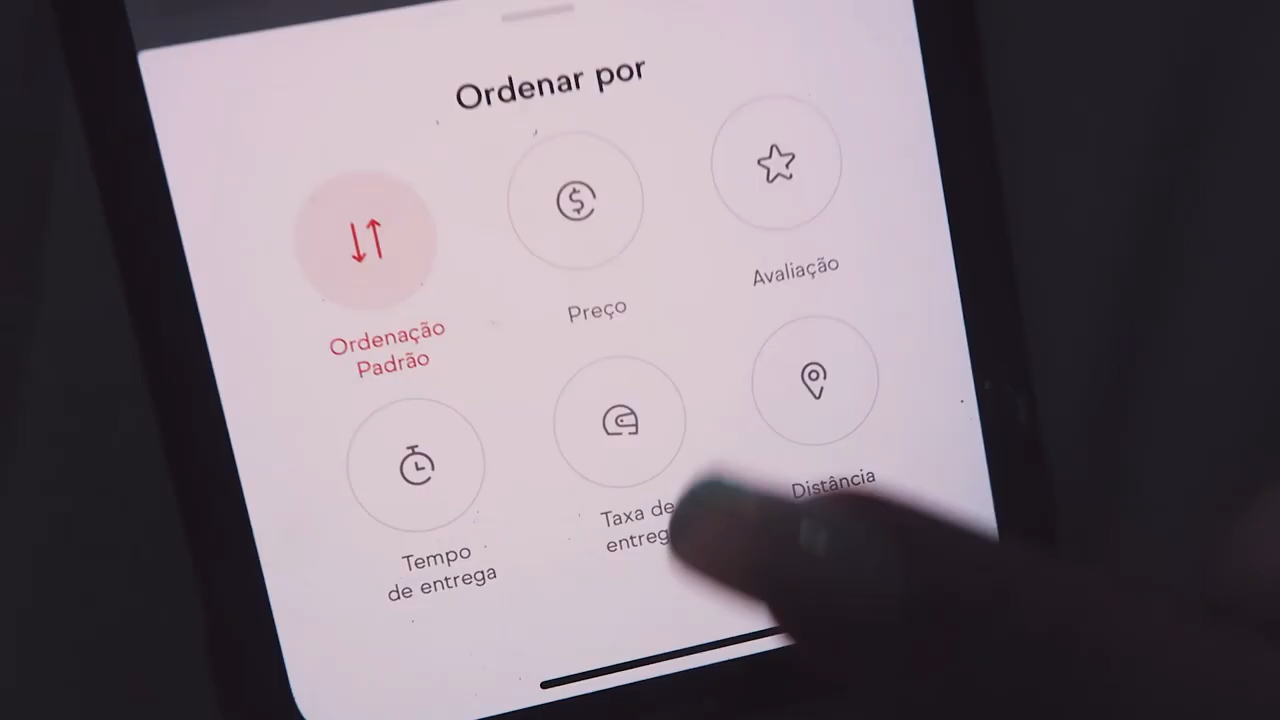 Ordenar por
Ordenação
Padrão
Preço
Avaliação
Tempo
de entrega
Taxa de
Distância